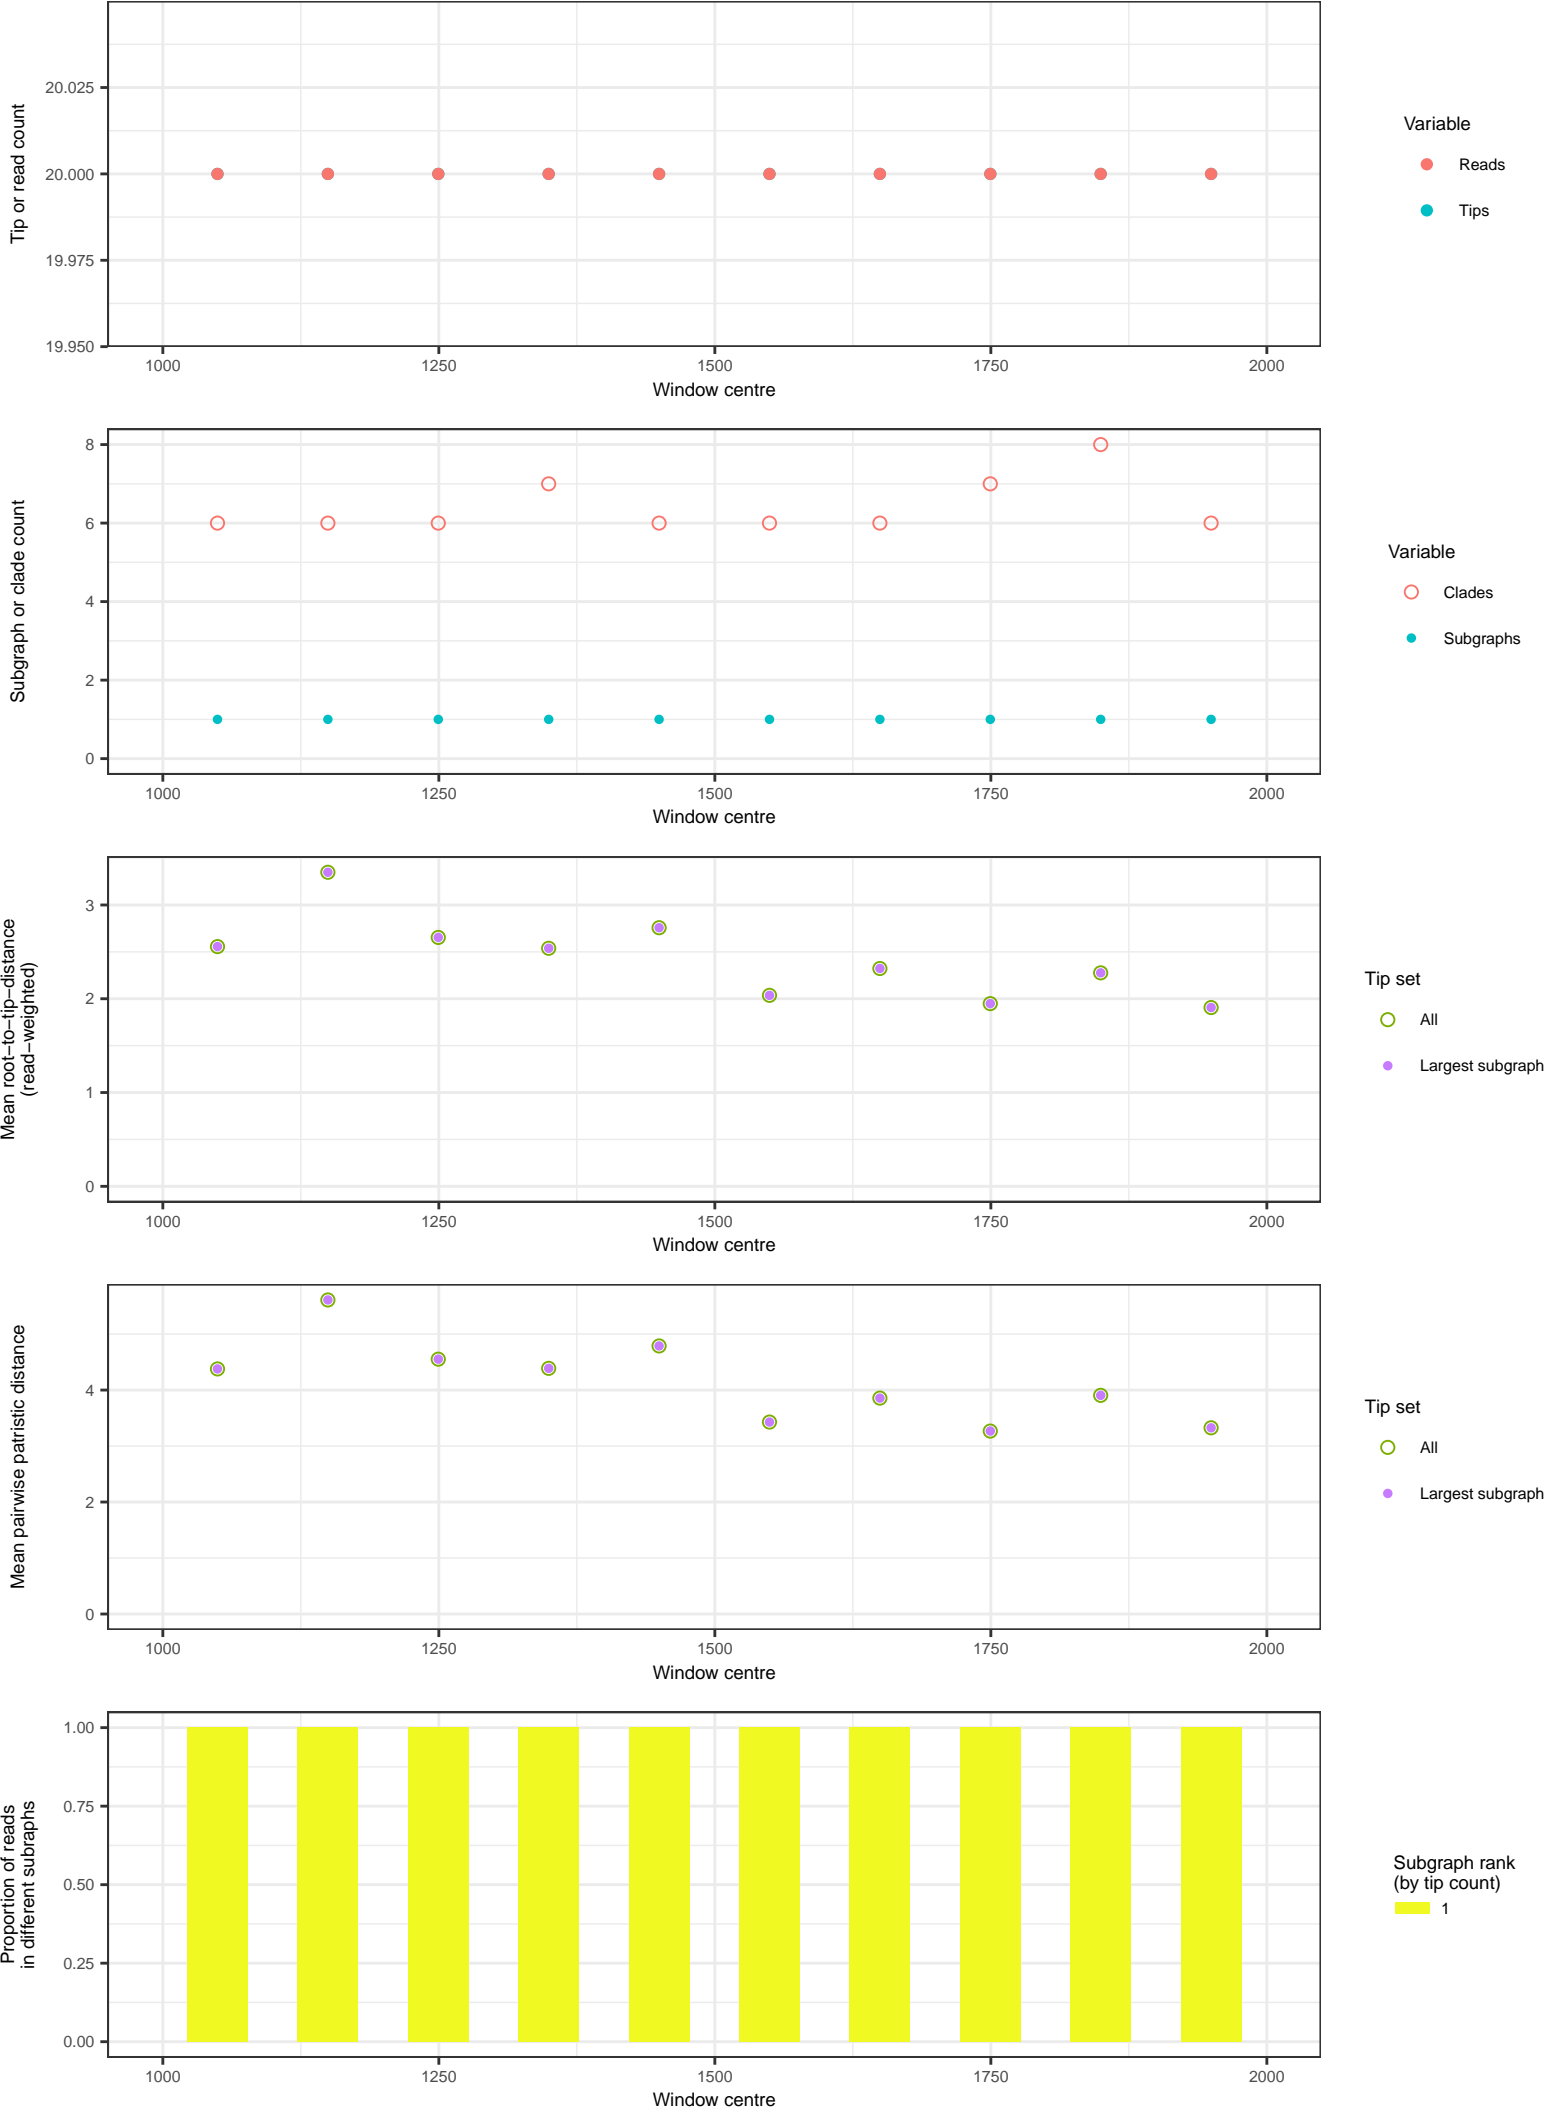 20.025
20.000
19.975
19.950
Tip or read count
1000 1250 1500 1750 2000
Window centre
Variable
Reads
Tips
8
6
4
2
0
Subgraph or clade count
1000 1250 1500 1750 2000
Window centre
Variable
Clades
Subgraphs
3
2
1
0
Mean root−to−tip−distance
(read−weighted)
1000 1250 1500 1750 2000
Window centre
Tip set
All
Largest subgraph
4
2
0
Mean pairwise patristic distance
1000 1250 1500 1750 2000
Window centre
Tip set
All
Largest subgraph
1.00
0.75
0.50
0.25
0.00
Proportion of reads
in different subraphs
1000 1250 1500 1750 2000
Window centre
Subgraph rank
(by tip count)
1